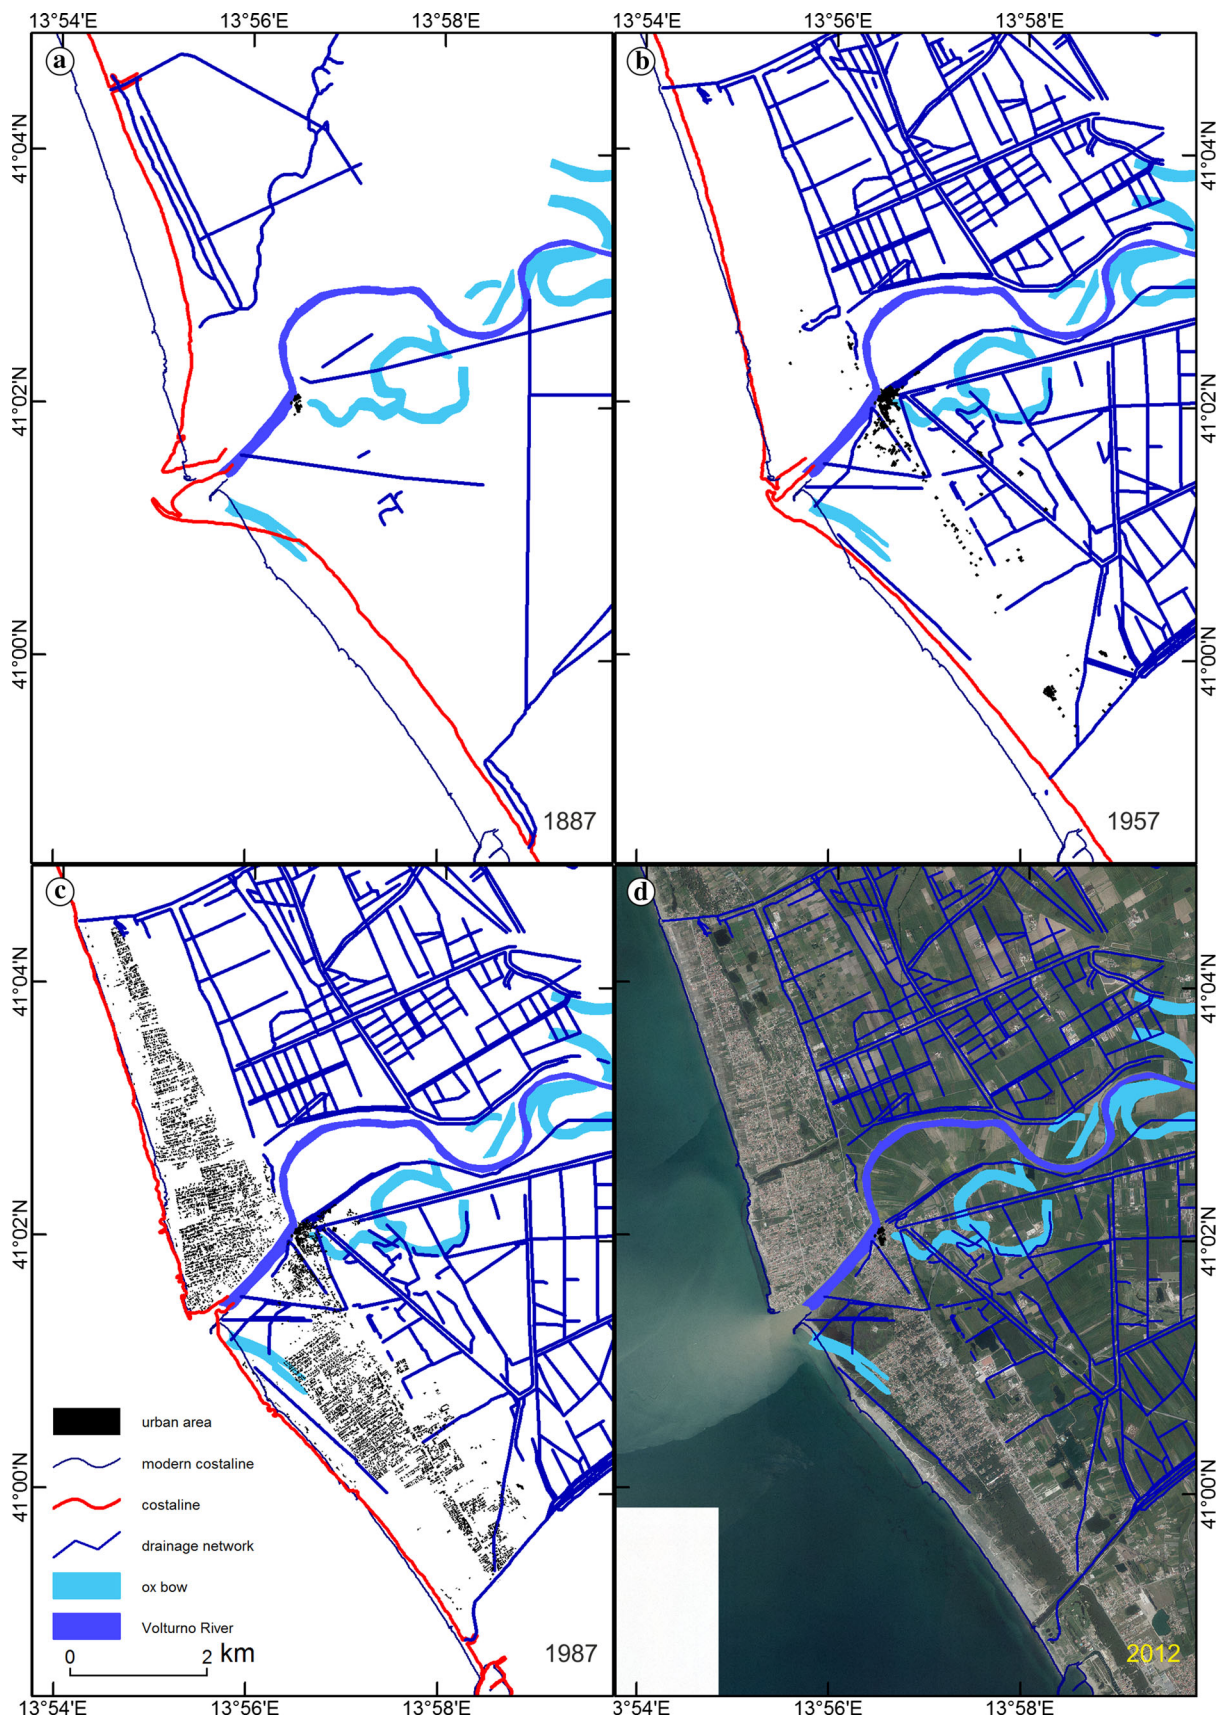 13°54'E 13°56'E 13°58'E 13°54'E 13°56'E 13°58'E
a
b
41°04'N
41°04'N
41°02'N
41°02'N
41°00'N
41°00'N
1887
1957
c
d
41°04'N
41°04'N
41°02'N
41°02'N
41°00'N
41°00'N
urban area
modern costaline
costaline
drainage network
ox bow
Volturno River
0 2 km
1987
2012
13°54'E 13°56'E 13°58'E 13°54'E 13°56'E 13°58'E